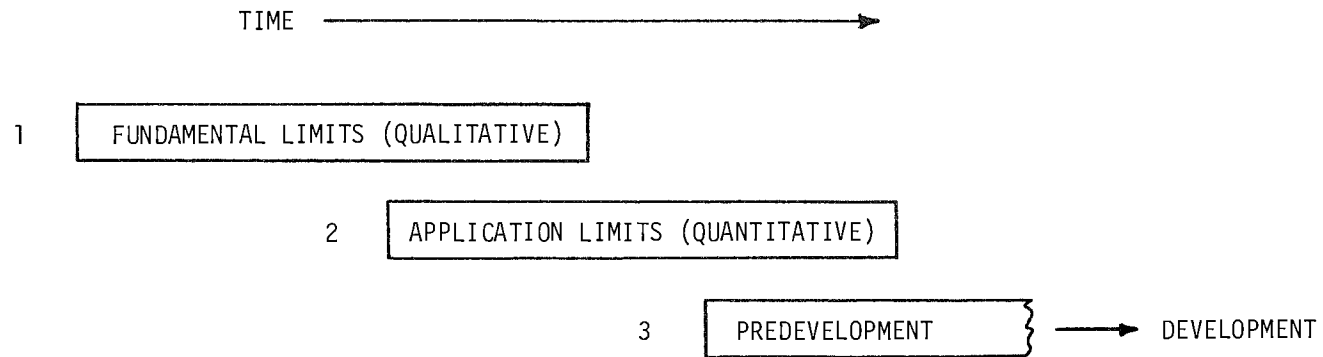 TIME
1 FUNDAMENTAL LIMITS (QUALITATIVE)
2 APPLICATION LIMITS (QUANTITATIVE)
3 PREDEVELOPMENT DEVELOPMENT